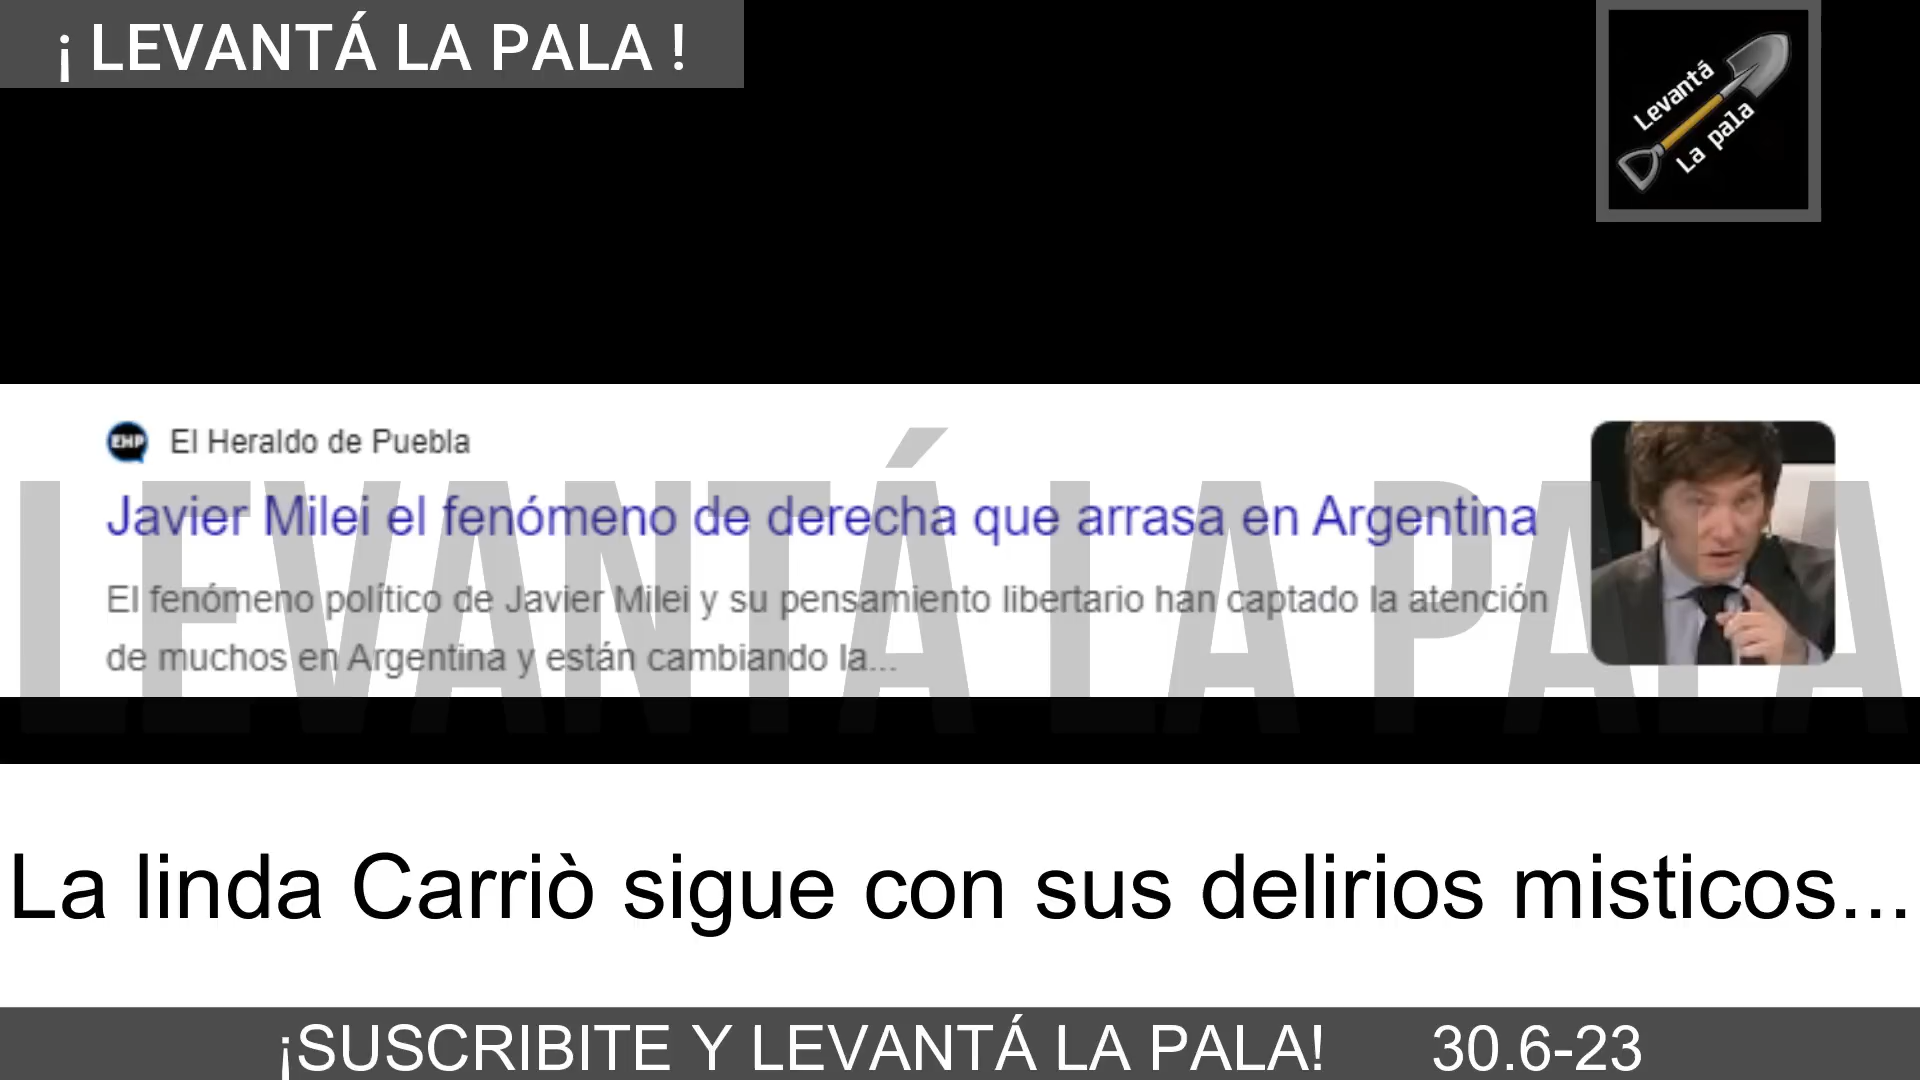 ¡ LEVANTÁ LA PALA !
Levantá
La pala
EHP
El Heraldo de Puebla
Javier Milei el fenómeno de derecha que arrasa en Argentina
El fenómeno político de Javier Milei y su pensamiento libertario han captado la atención
de muchos en Argentina y están cambiando la...
LEVANTÁ LA PALA
La linda Carriò sigue con sus delirios misticos...
¡SUSCRIBITE Y LEVANTÁ LA PALA! 30.6-23